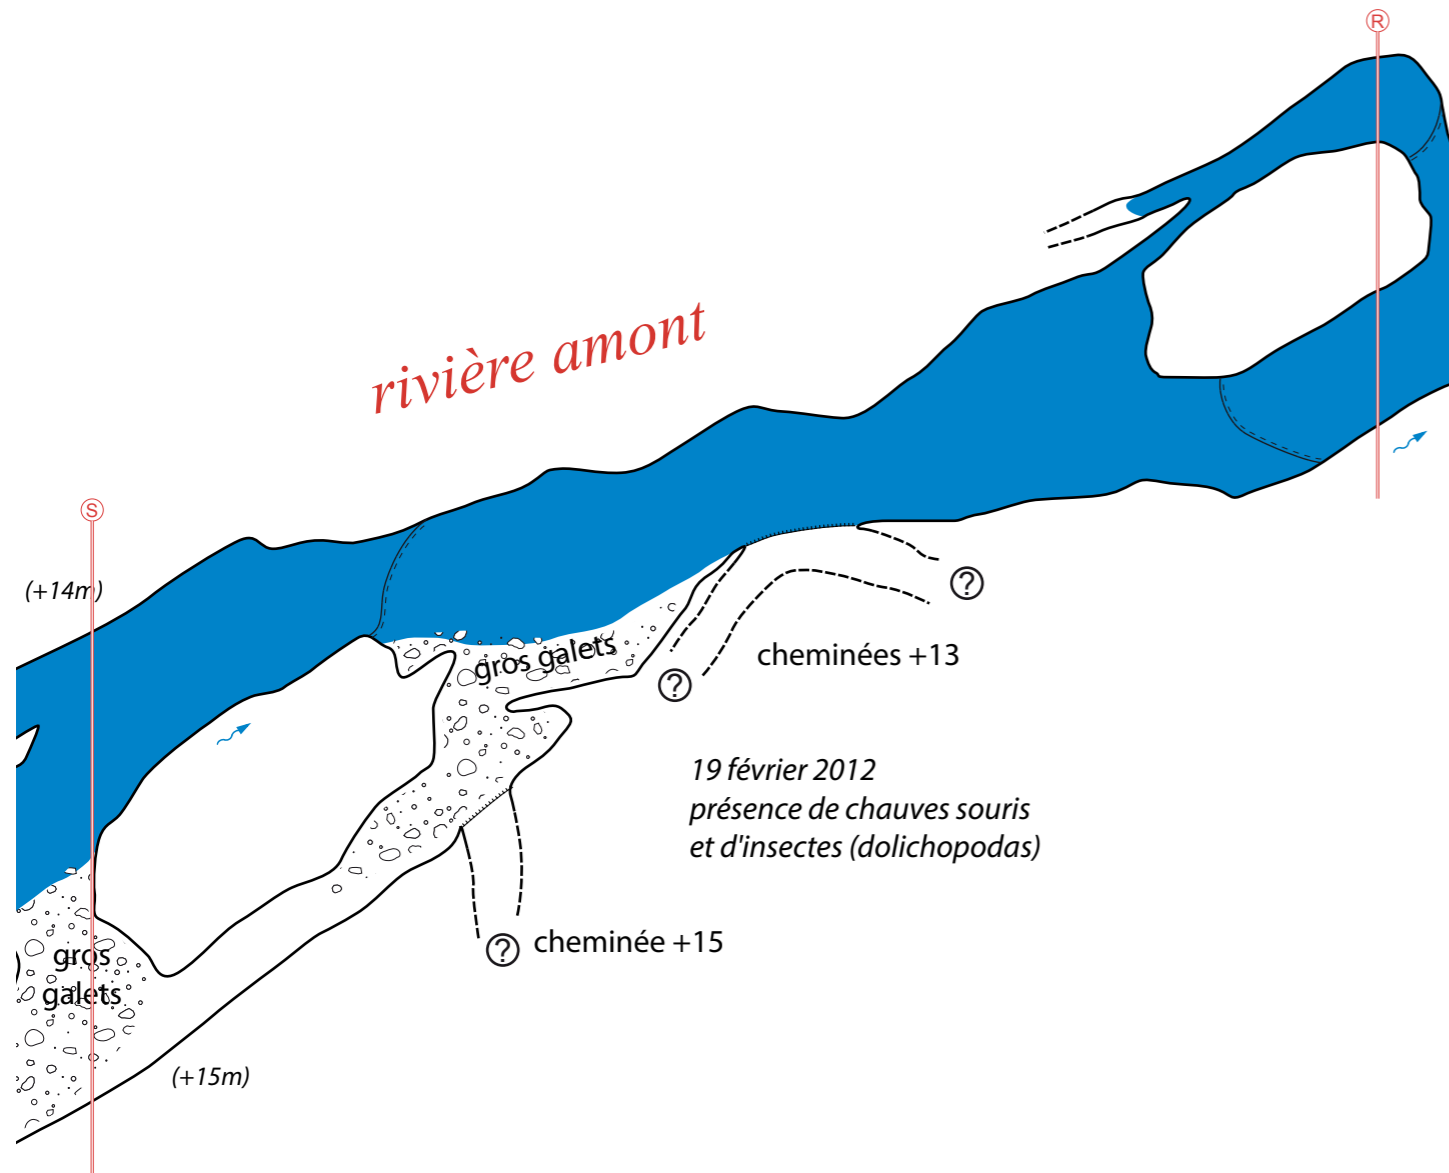 R
rivière amont
S
(+14m)
?
gros galets
cheminées +13
?
19 février 2012
présence de chauves souris
et d'insectes (dolichopodas)
? cheminée +15
gros
galets
(+15m)